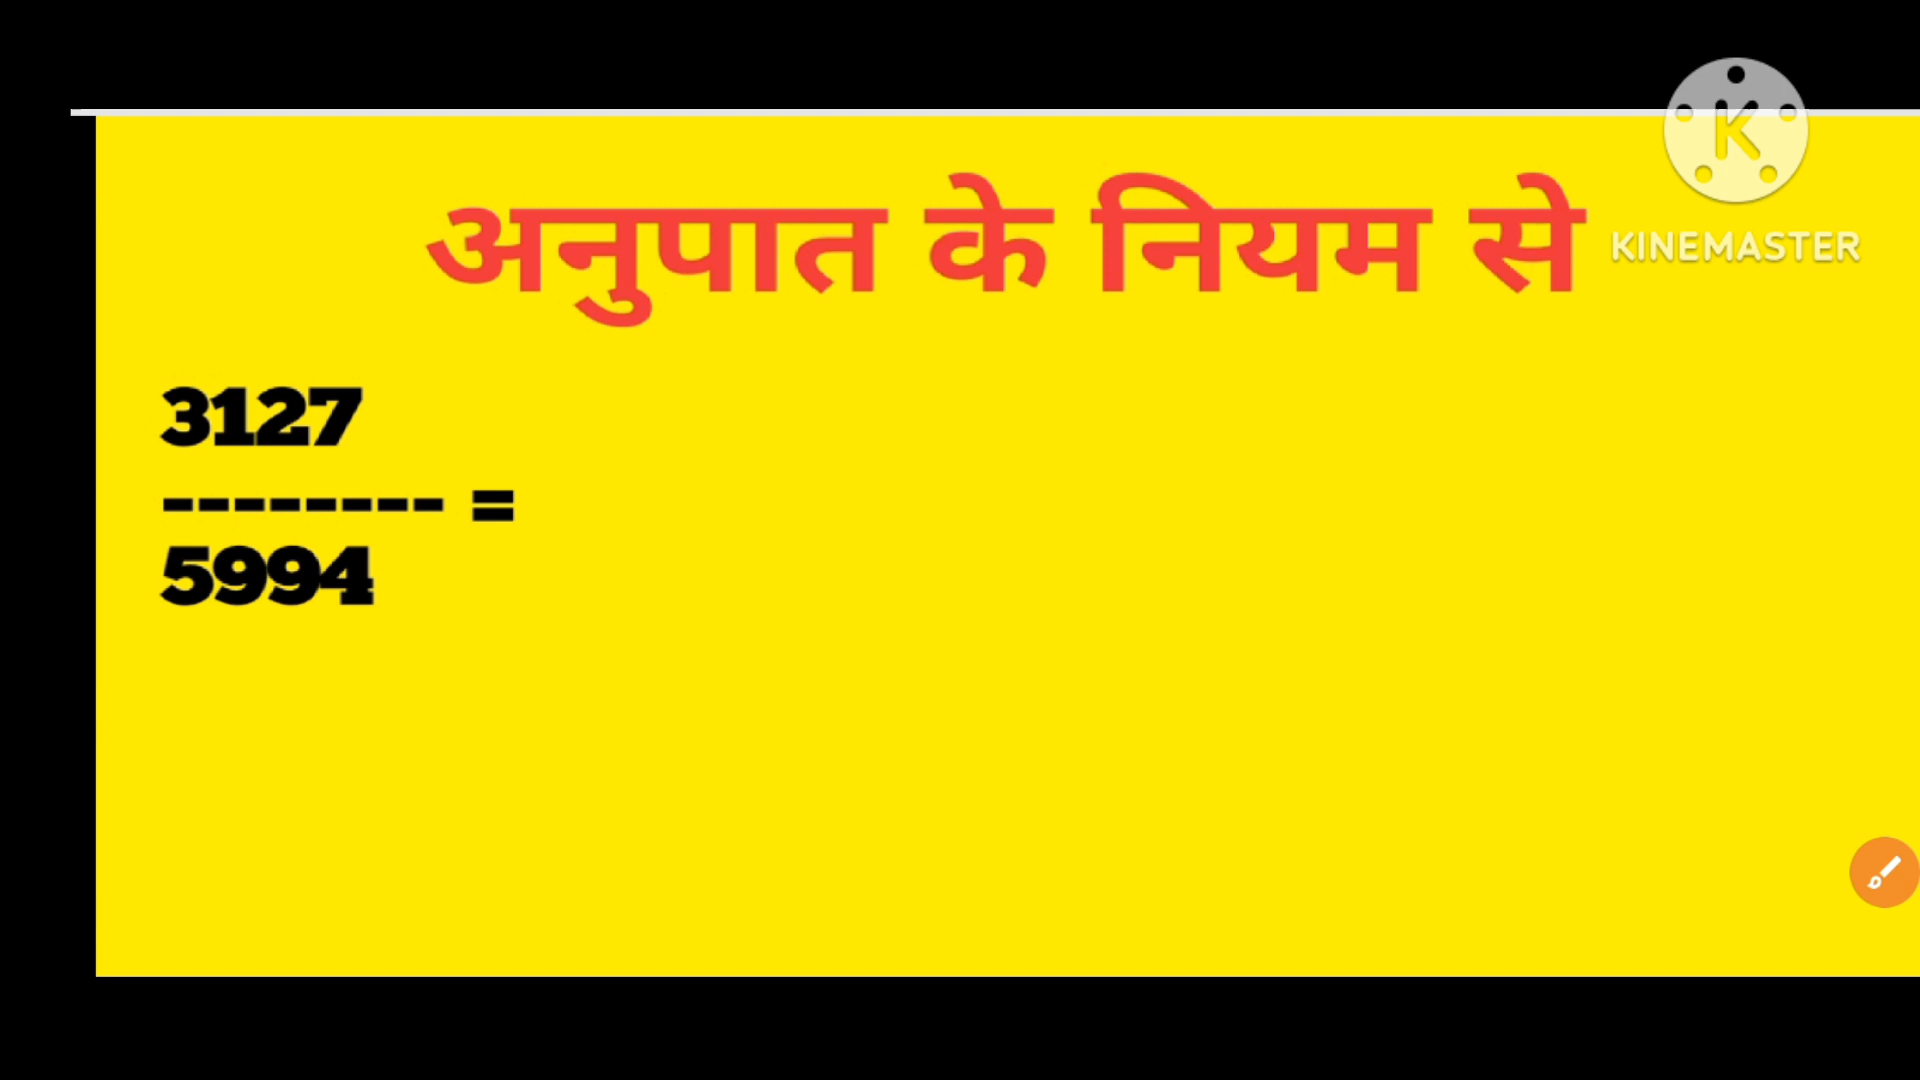 KINEMASTER
अनुपात के नियम से
3127
-------- =
5994